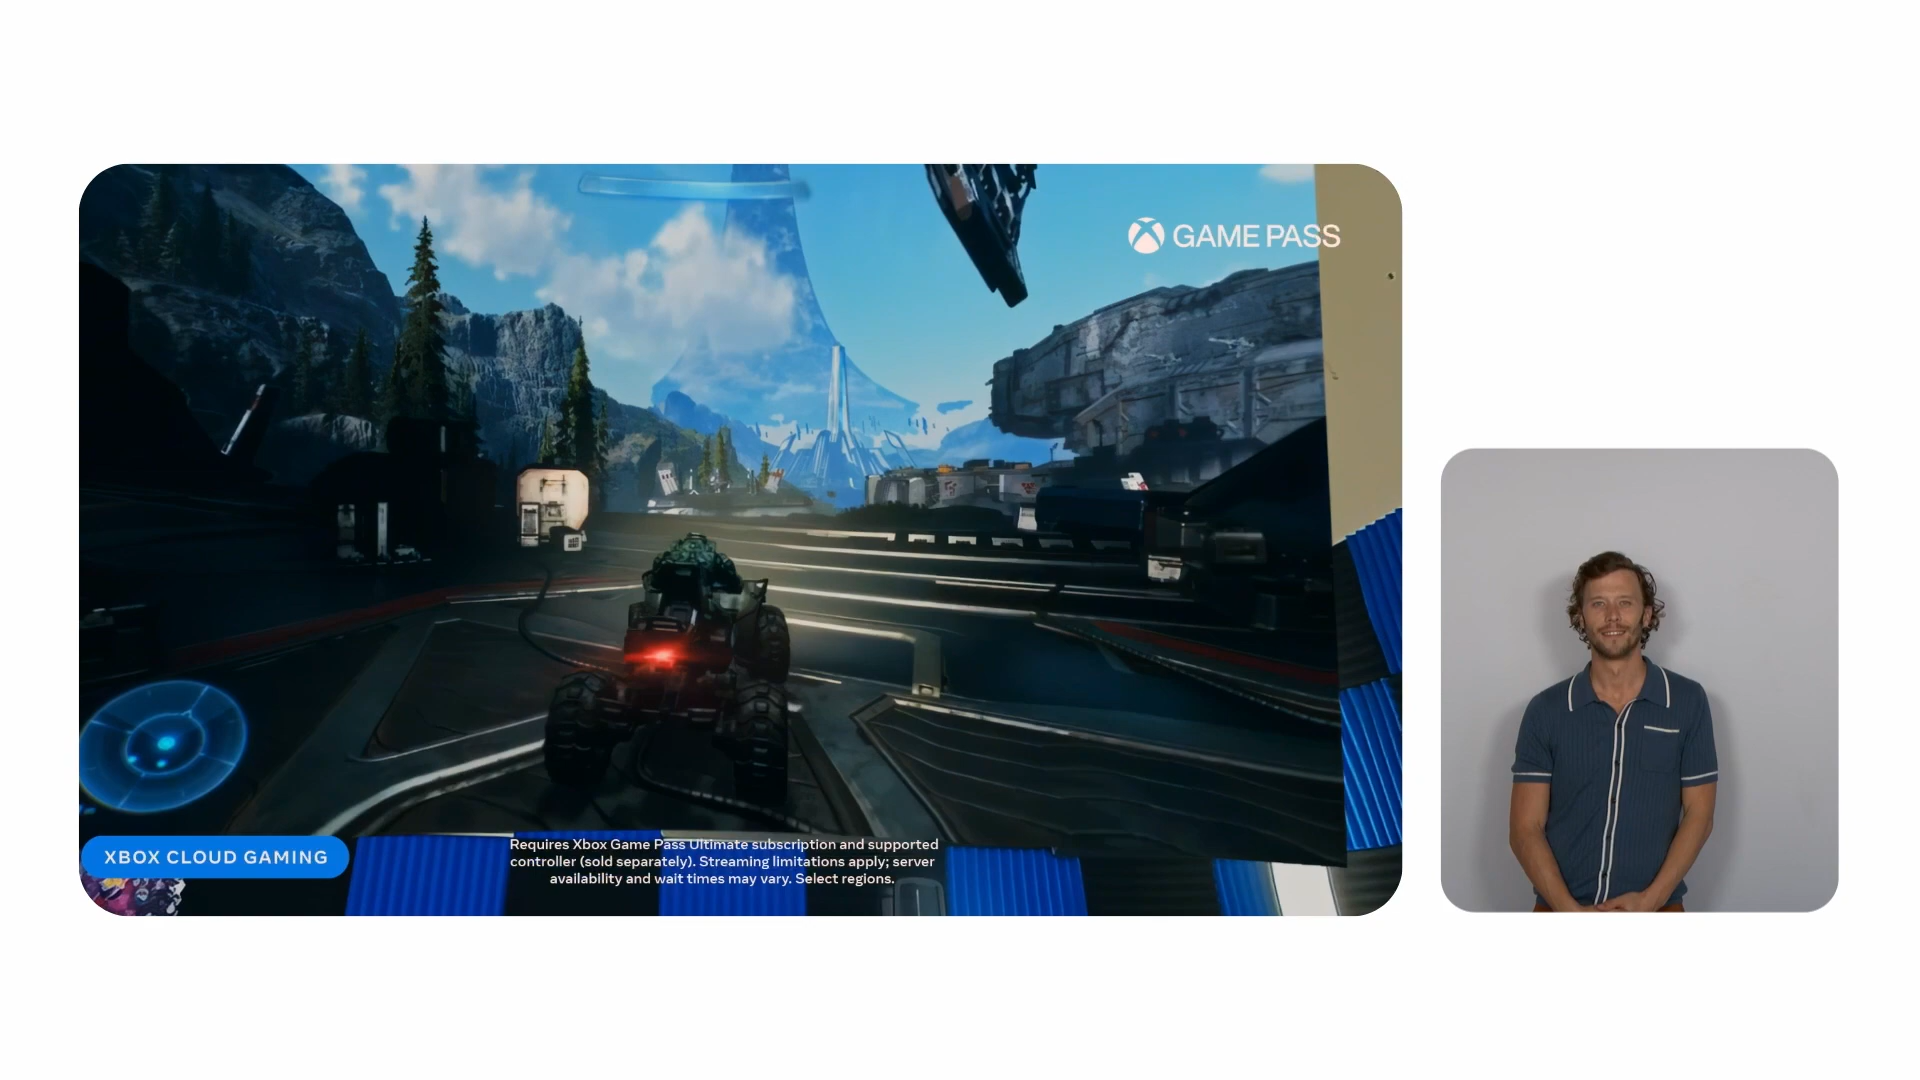 GAME PASS
XBOX CLOUD GAMING
Requires Xbox Game Pass Ultimate subscription and supported
controller (sold separately). Streaming limitations apply; server
availability and wait times may vary. Select regions.